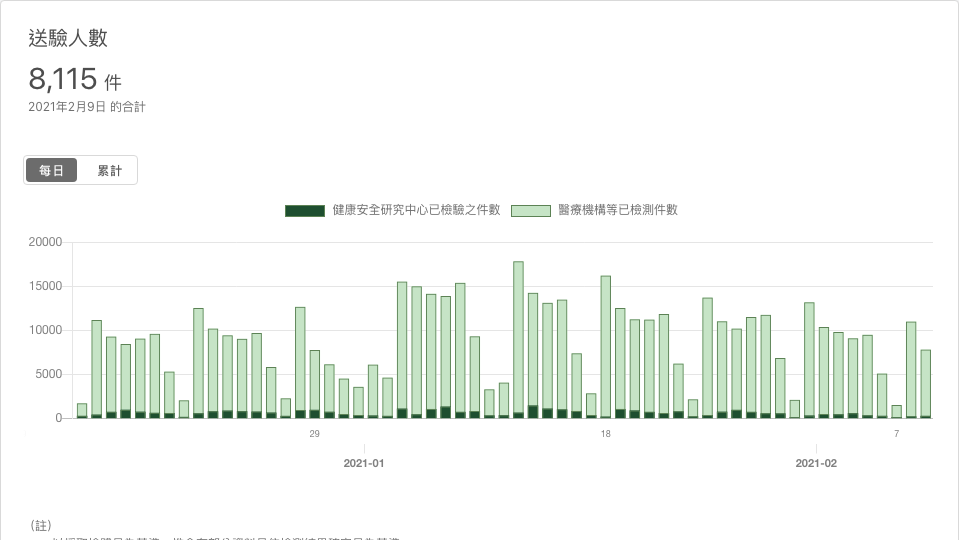 送驗人數
8,115 件
2021年2月9日 的合計
每日 累計
健康安全研究中心已檢驗之件數 醫療機構等已檢測件數
20000
15000
10000
5000
0
29 18 7
2021-01 2021-02
(註)